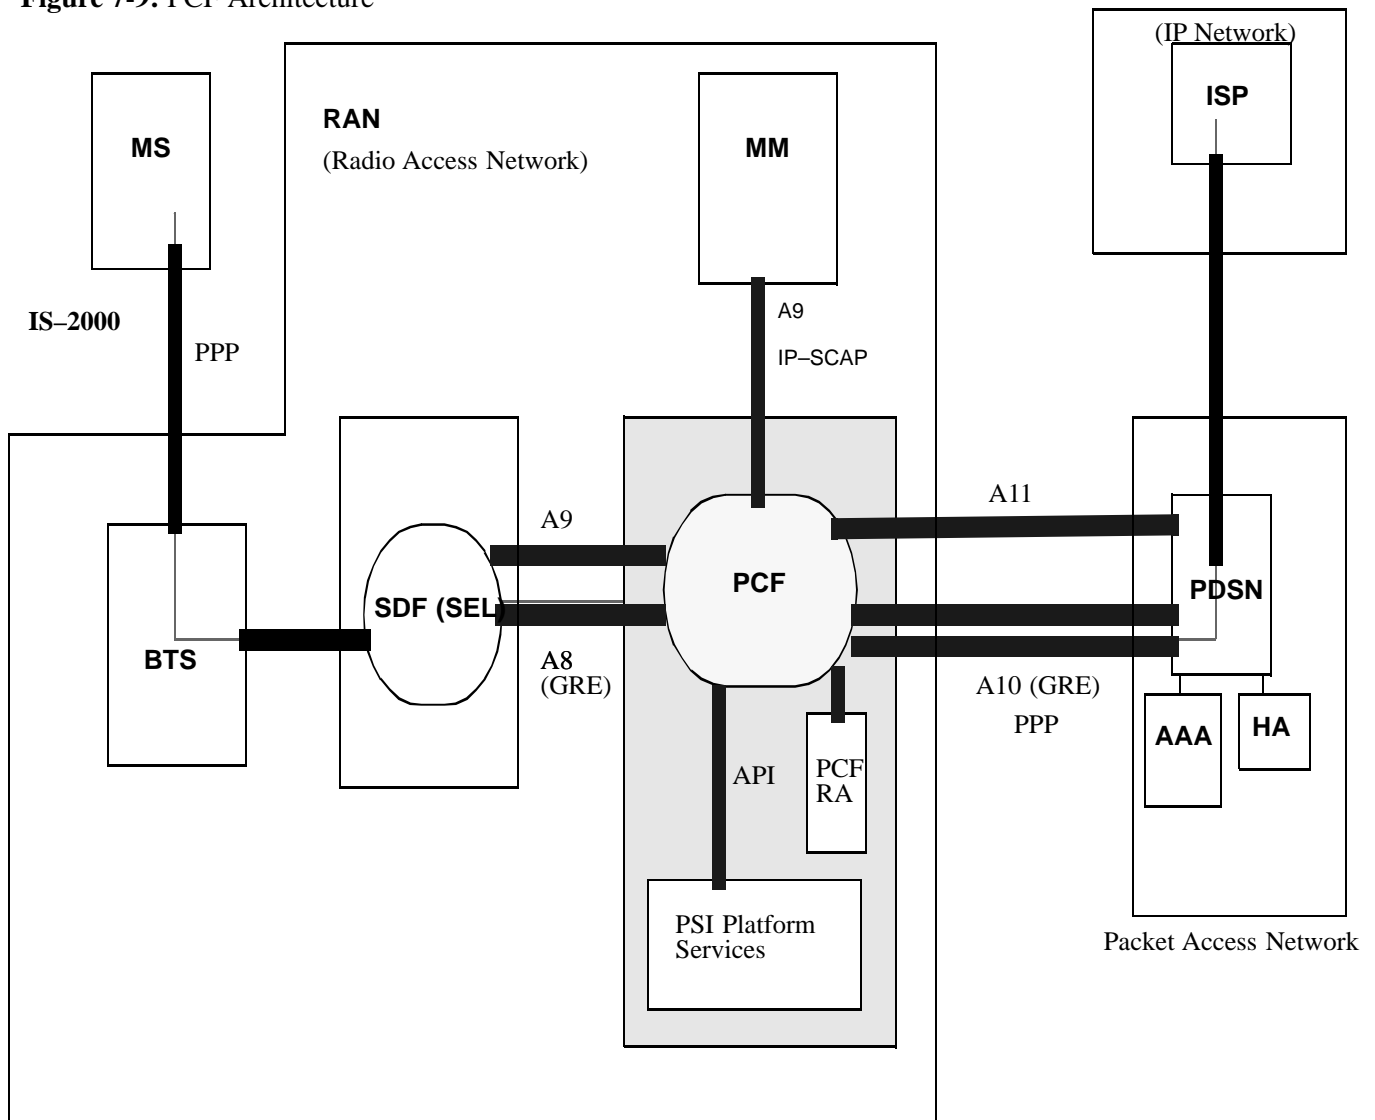 Figure 7-9: PCF Architecture
(IP Network)
ISP
RAN
(Radio Access Network)
MS
MM
IS–2000
PPP
A9
IP–SCAP
A9
A11
PCF
PDSN
SDF (SEL)
BTS
A8
(GRE)
A10 (GRE)
PPP
AAA
HA
API
PCF
RA
PSI Platform
Services
Packet Access Network